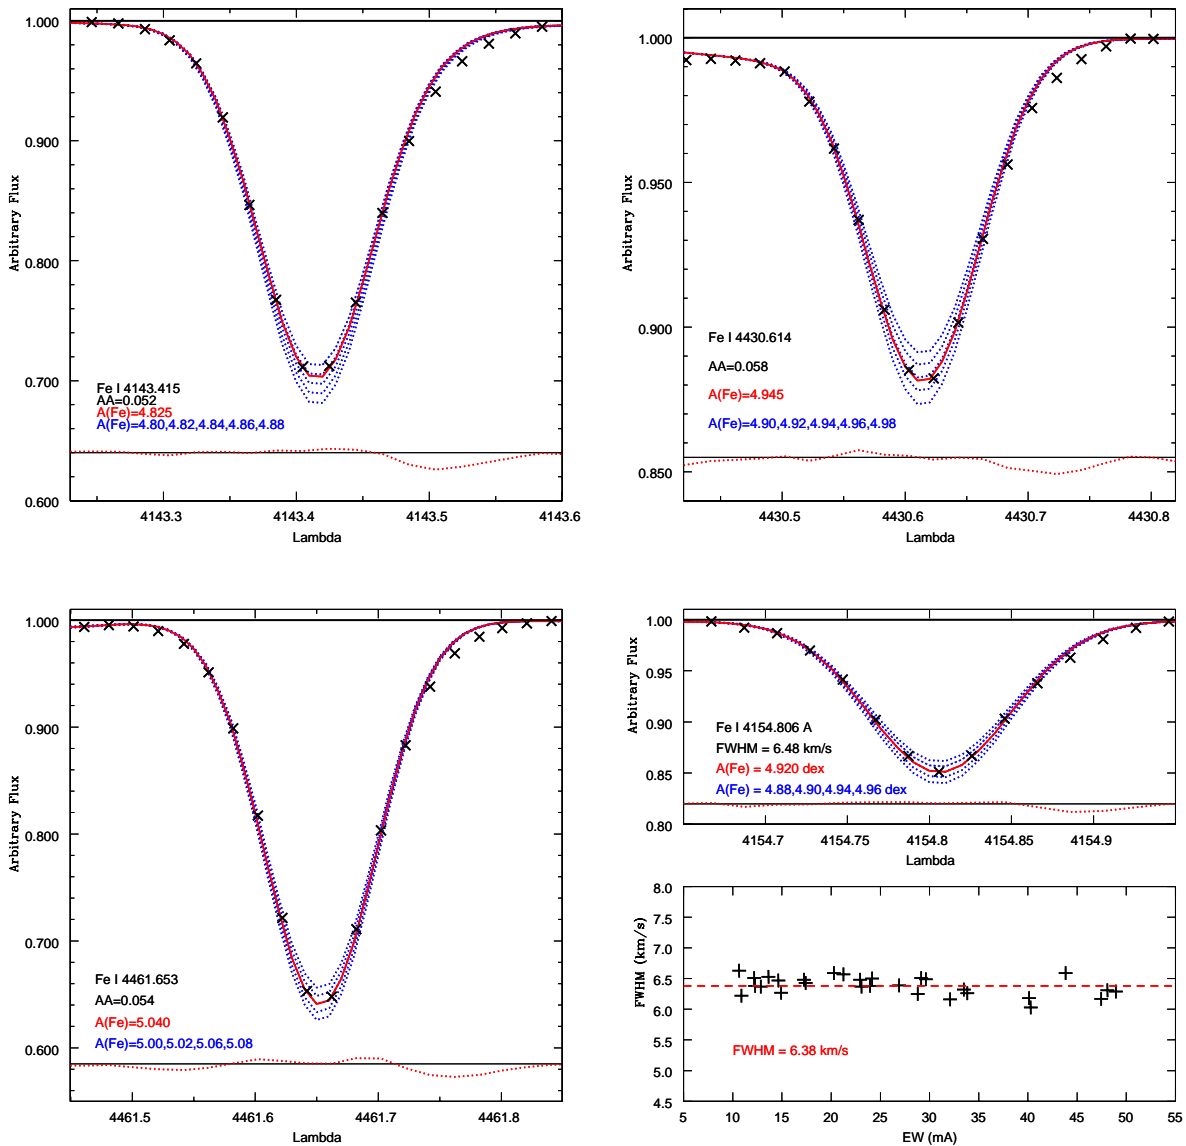 1.000
0.900
0.800
0.700
0.600
Arbitrary Flux
Fe I 4143.415
AA=0.052
A(Fe)=4.825
A(Fe)=4.80,4.82,4.84,4.86,4.88
4143.3
4143.4
4143.5
4143.6
Lambda
1.000
0.950
0.900
0.850
Arbitrary Flux
Fe I 4430.614
AA=0.058
A(Fe)=4.945
A(Fe)=4.90,4.92,4.94,4.96,4.98
4430.5
4430.6
4430.7
4430.8
Lambda
1.000
0.900
0.800
0.700
0.600
Arbitrary Flux
Fe I 4461.653
AA=0.054
A(Fe)=5.040
A(Fe)=5.00,5.02,5.06,5.08
4461.5
4461.6
4461.7
4461.8
Lambda
1.00
0.95
0.90
0.85
0.80
Arbitrary Flux
Fe I 4154.806 A
FWHM = 6.48 km/s
A(Fe) = 4.920 dex
A(Fe) = 4.88,4.90,4.94,4.96 dex
4154.7
4154.75
4154.8
4154.85
4154.9
Lambda
8.0
7.5
7.0
6.5
6.0
5.5
5.0
4.5
FWHM (km/s)
FWHM = 6.38 km/s
5
10
15
20
25
30
35
40
45
50
55
EW (mA)